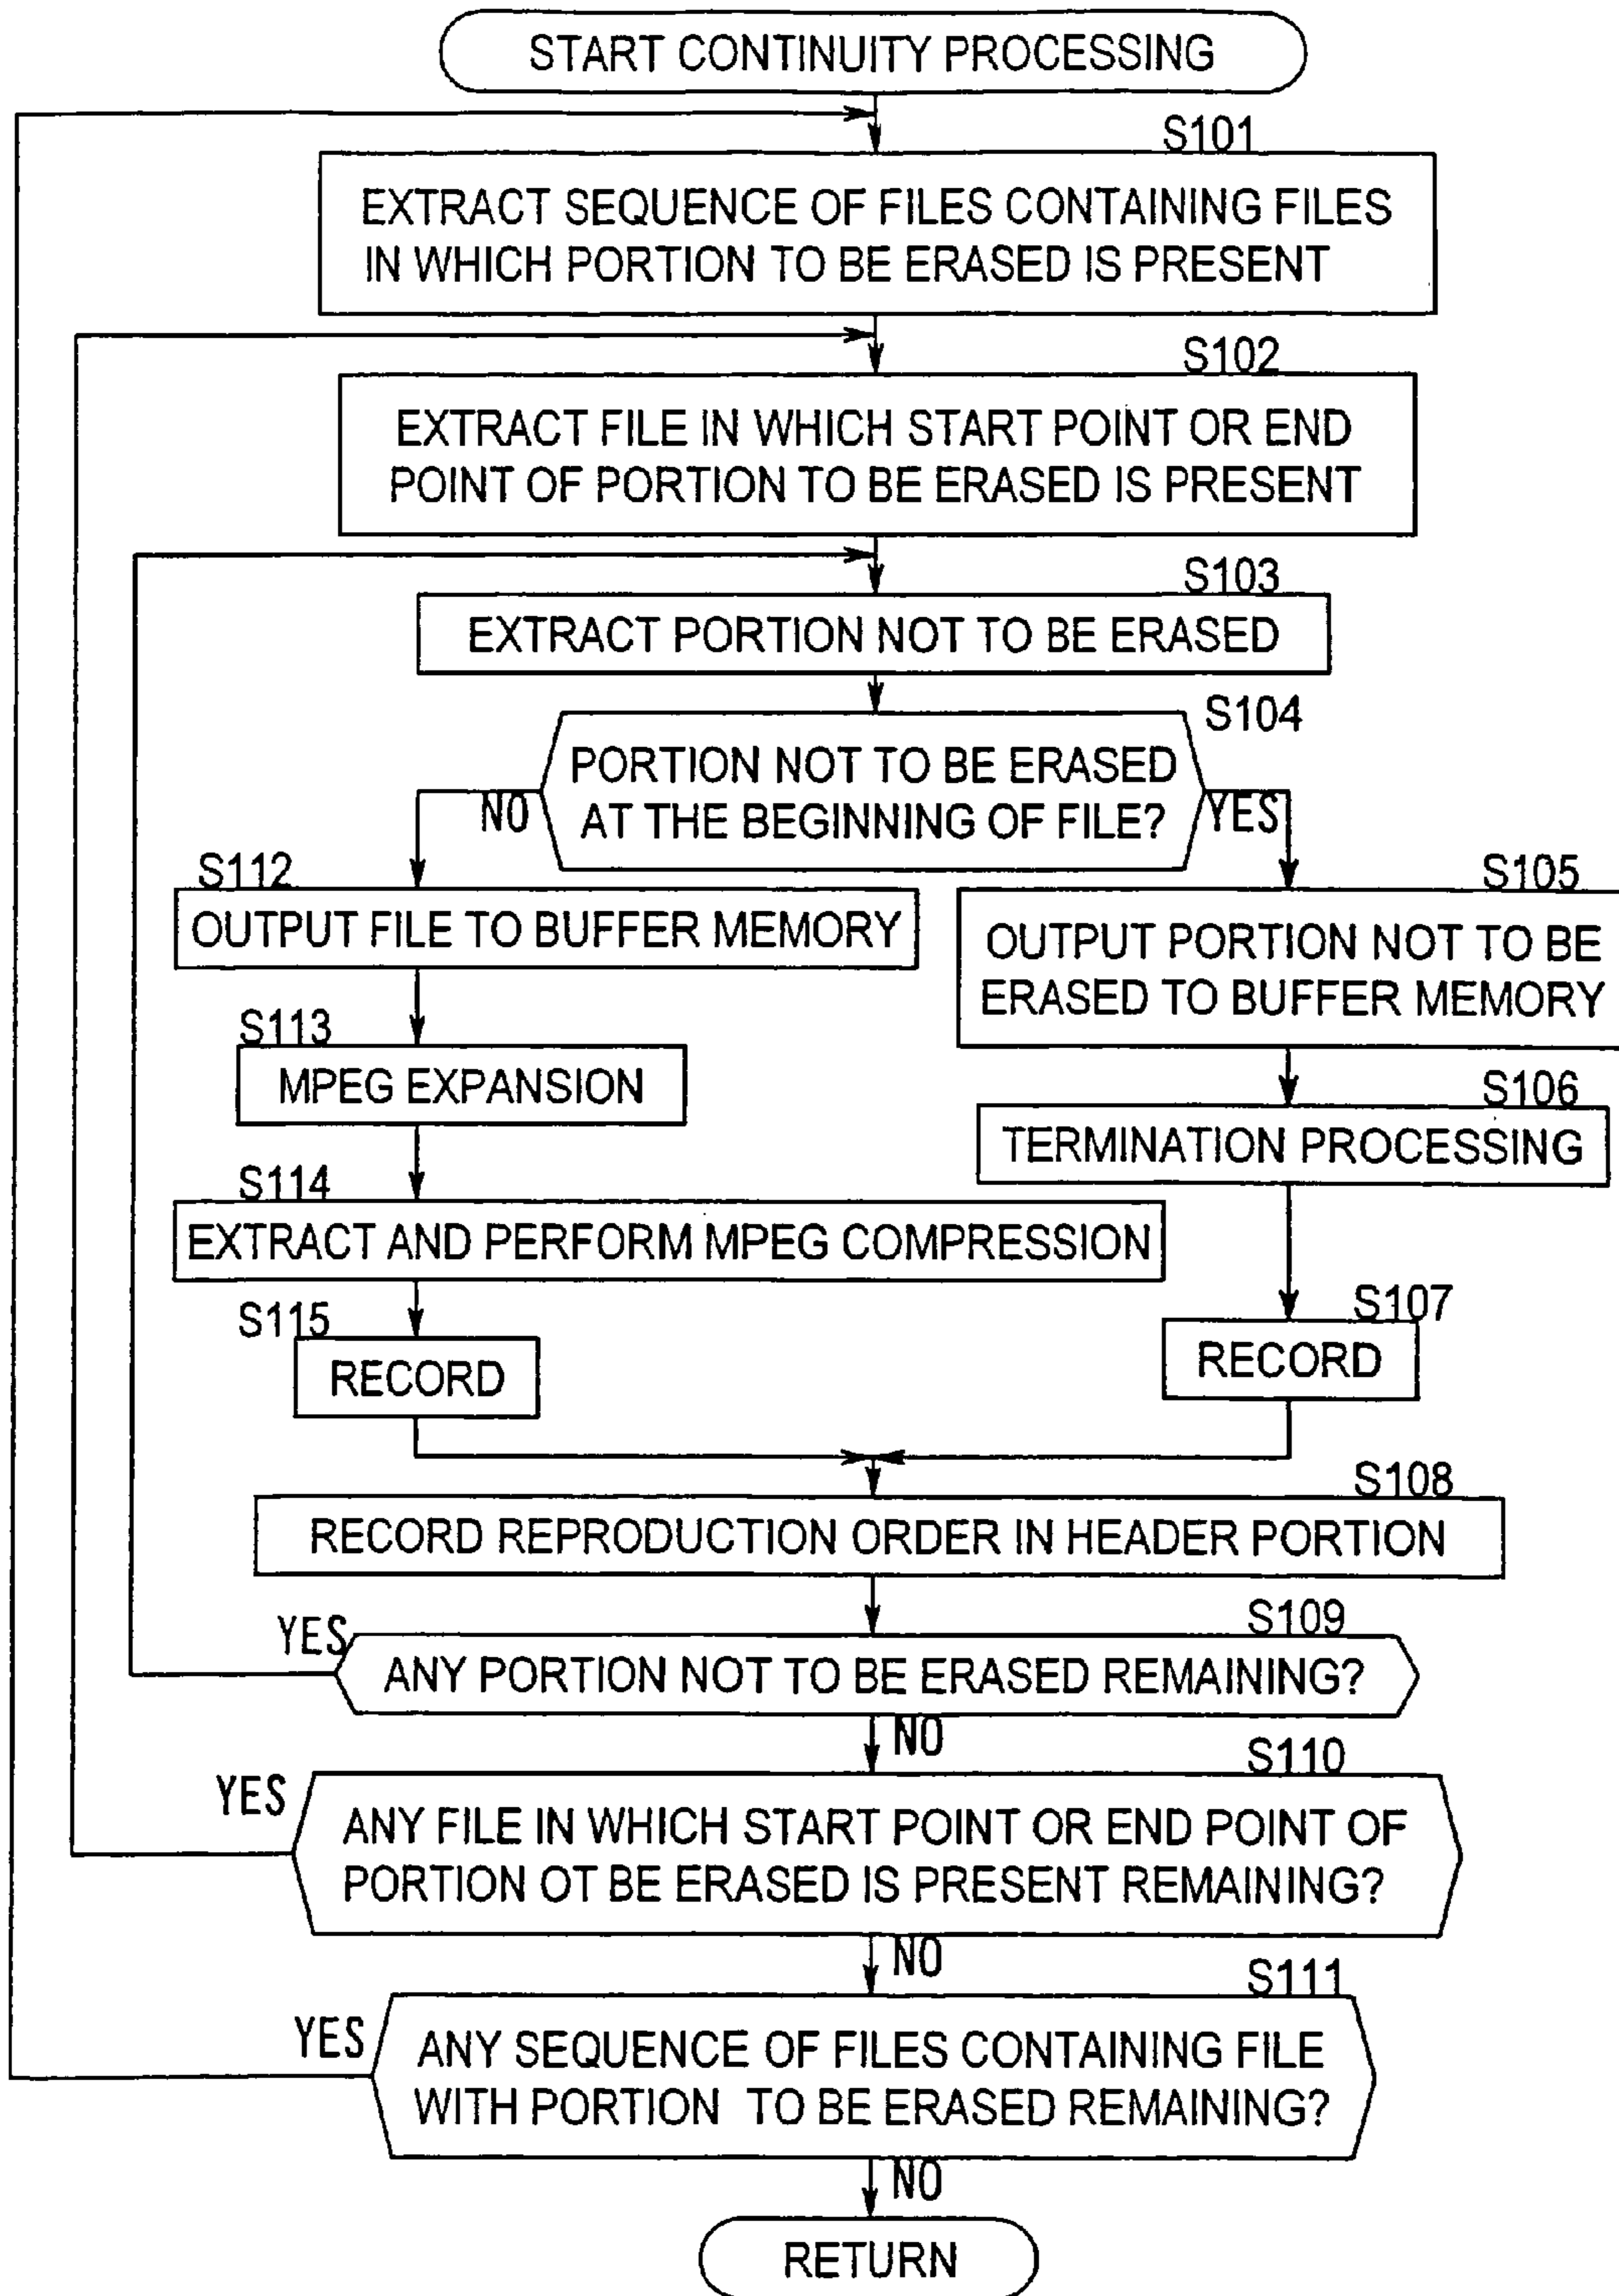 START CONTINUITY PROCESSING
S101
EXTRACT SEQUENCE OF FILES CONTAINING FILES
IN WHICH PORTION TO BE ERASED IS PRESENT
S102
EXTRACT FILE IN WHICH START POINT OR END
POINT OF PORTION TO BE ERASED IS PRESENT
S103
EXTRACT PORTION NOT TO BE ERASED
S104
PORTION NOT TO BE ERASED
AT THE BEGINNING OF FILE?
NO
YES
S112
OUTPUT FILE TO BUFFER MEMORY
S113
MPEG EXPANSION
S114
EXTRACT AND PERFORM MPEG COMPRESSION
S115
RECORD
S105
OUTPUT PORTION NOT TO BE
ERASED TO BUFFER MEMORY
S106
TERMINATION PROCESSING
S107
RECORD
S108
RECORD REPRODUCTION ORDER IN HEADER PORTION
S109
YES
ANY PORTION NOT TO BE ERASED REMAINING?
NO
S110
YES
ANY FILE IN WHICH START POINT OR END POINT OF
PORTION OT BE ERASED IS PRESENT REMAINING?
NO
S111
YES
ANY SEQUENCE OF FILES CONTAINING FILE
WITH PORTION TO BE ERASED REMAINING?
NO
RETURN